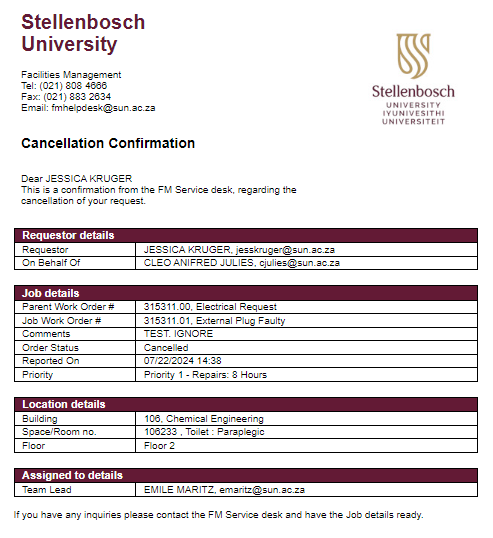 Stellenbosch
University
Facilities Management
Tel: (021) 808 4666
Fax: (021) 883 2634
Email: fmhelpdesk@sun.ac.za
Stellenbosch
UNIVERSITY
IYUNIVESITHI
UNIVERSITEIT
Cancellation Confirmation
Dear JESSICA KRUGER
This is a confirmation from the FM Service desk, regarding the
cancellation of your request.
Requestor details
Requestor JESSICA KRUGER, jesskruger@sun.ac.za
On Behalf Of CLEO ANIFRED JULIES, cjulies@sun.ac.za
Job details
Parent Work Order # 315311.00, Electrical Request
Job Work Order # 315311.01, External Plug Faulty
Comments TEST, IGNORE
Order Status Cancelled
Reported On 07/22/2024 14:38
Priority Priority 1 - Repairs: 8 Hours
Location details
Building 106, Chemical Engineering
Space/Room no. 106233 , Toilet : Paraplegic
Floor Floor 2
Assigned to details
Team Lead EMILE MARITZ, emaritz@sun.ac.za
If you have any inquiries please contact the FM Service desk and have the Job details ready.